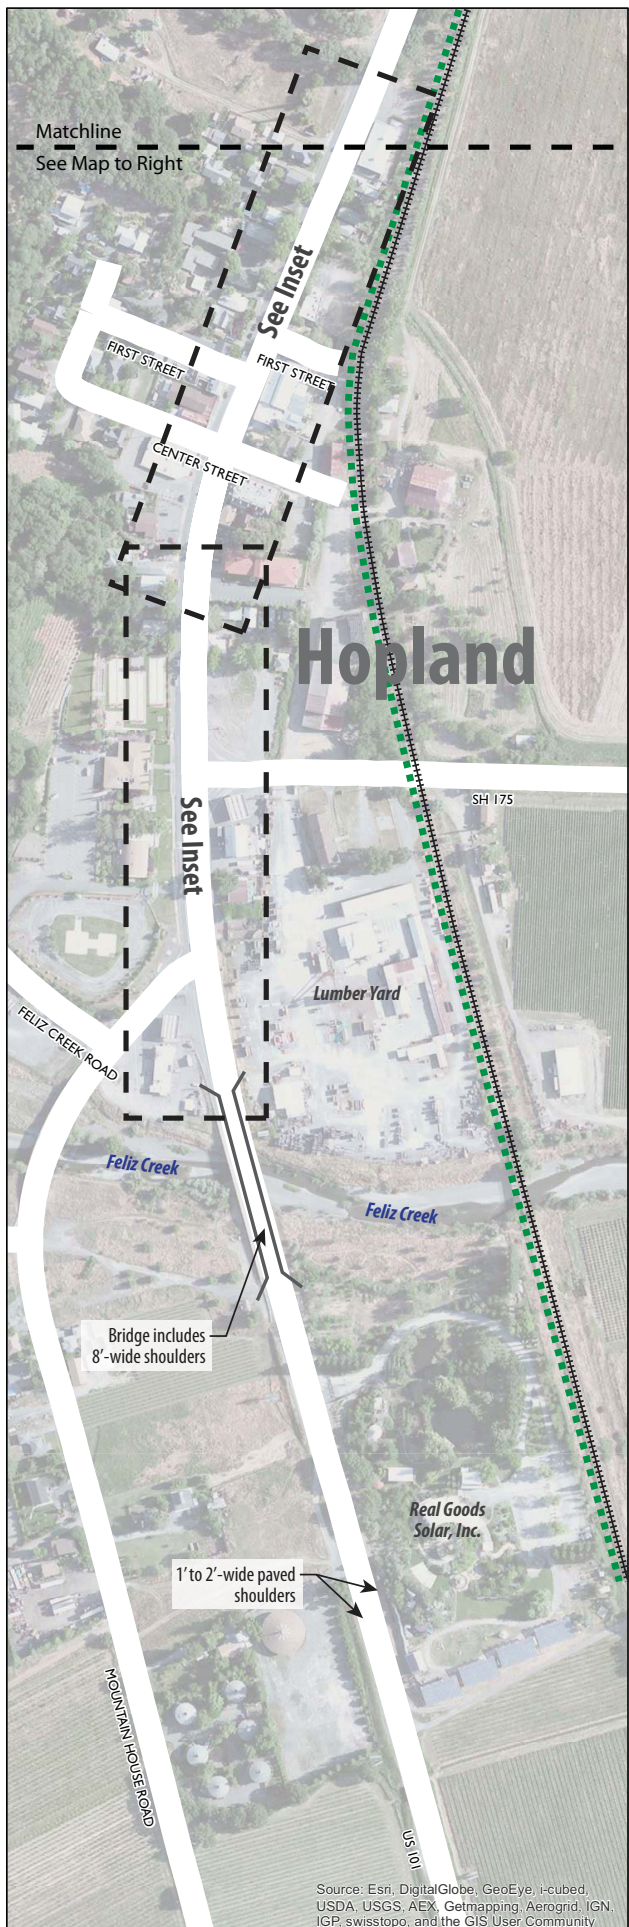 Matchline
See Map to Right
See Inset
FIRST STREET
FIRST STREET
CENTER STREET
Hopland
SH 175
See Inset
Lumber Yard
FELIZ CREEK ROAD
Feliz Creek
Feliz Creek
Bridge includes
8'-wide shoulders
Real Goods
Solar, Inc.
1' to 2'-wide paved
shoulders
MOUNTAIN HOUSE ROAD
US 101
Source: Esri, DigitalGlobe, GeoEye, i-cubed,
USDA, USGS, AEX, Getmapping, Aerogrid, IGN,
IGP, swisstopo, and the GIS User Community